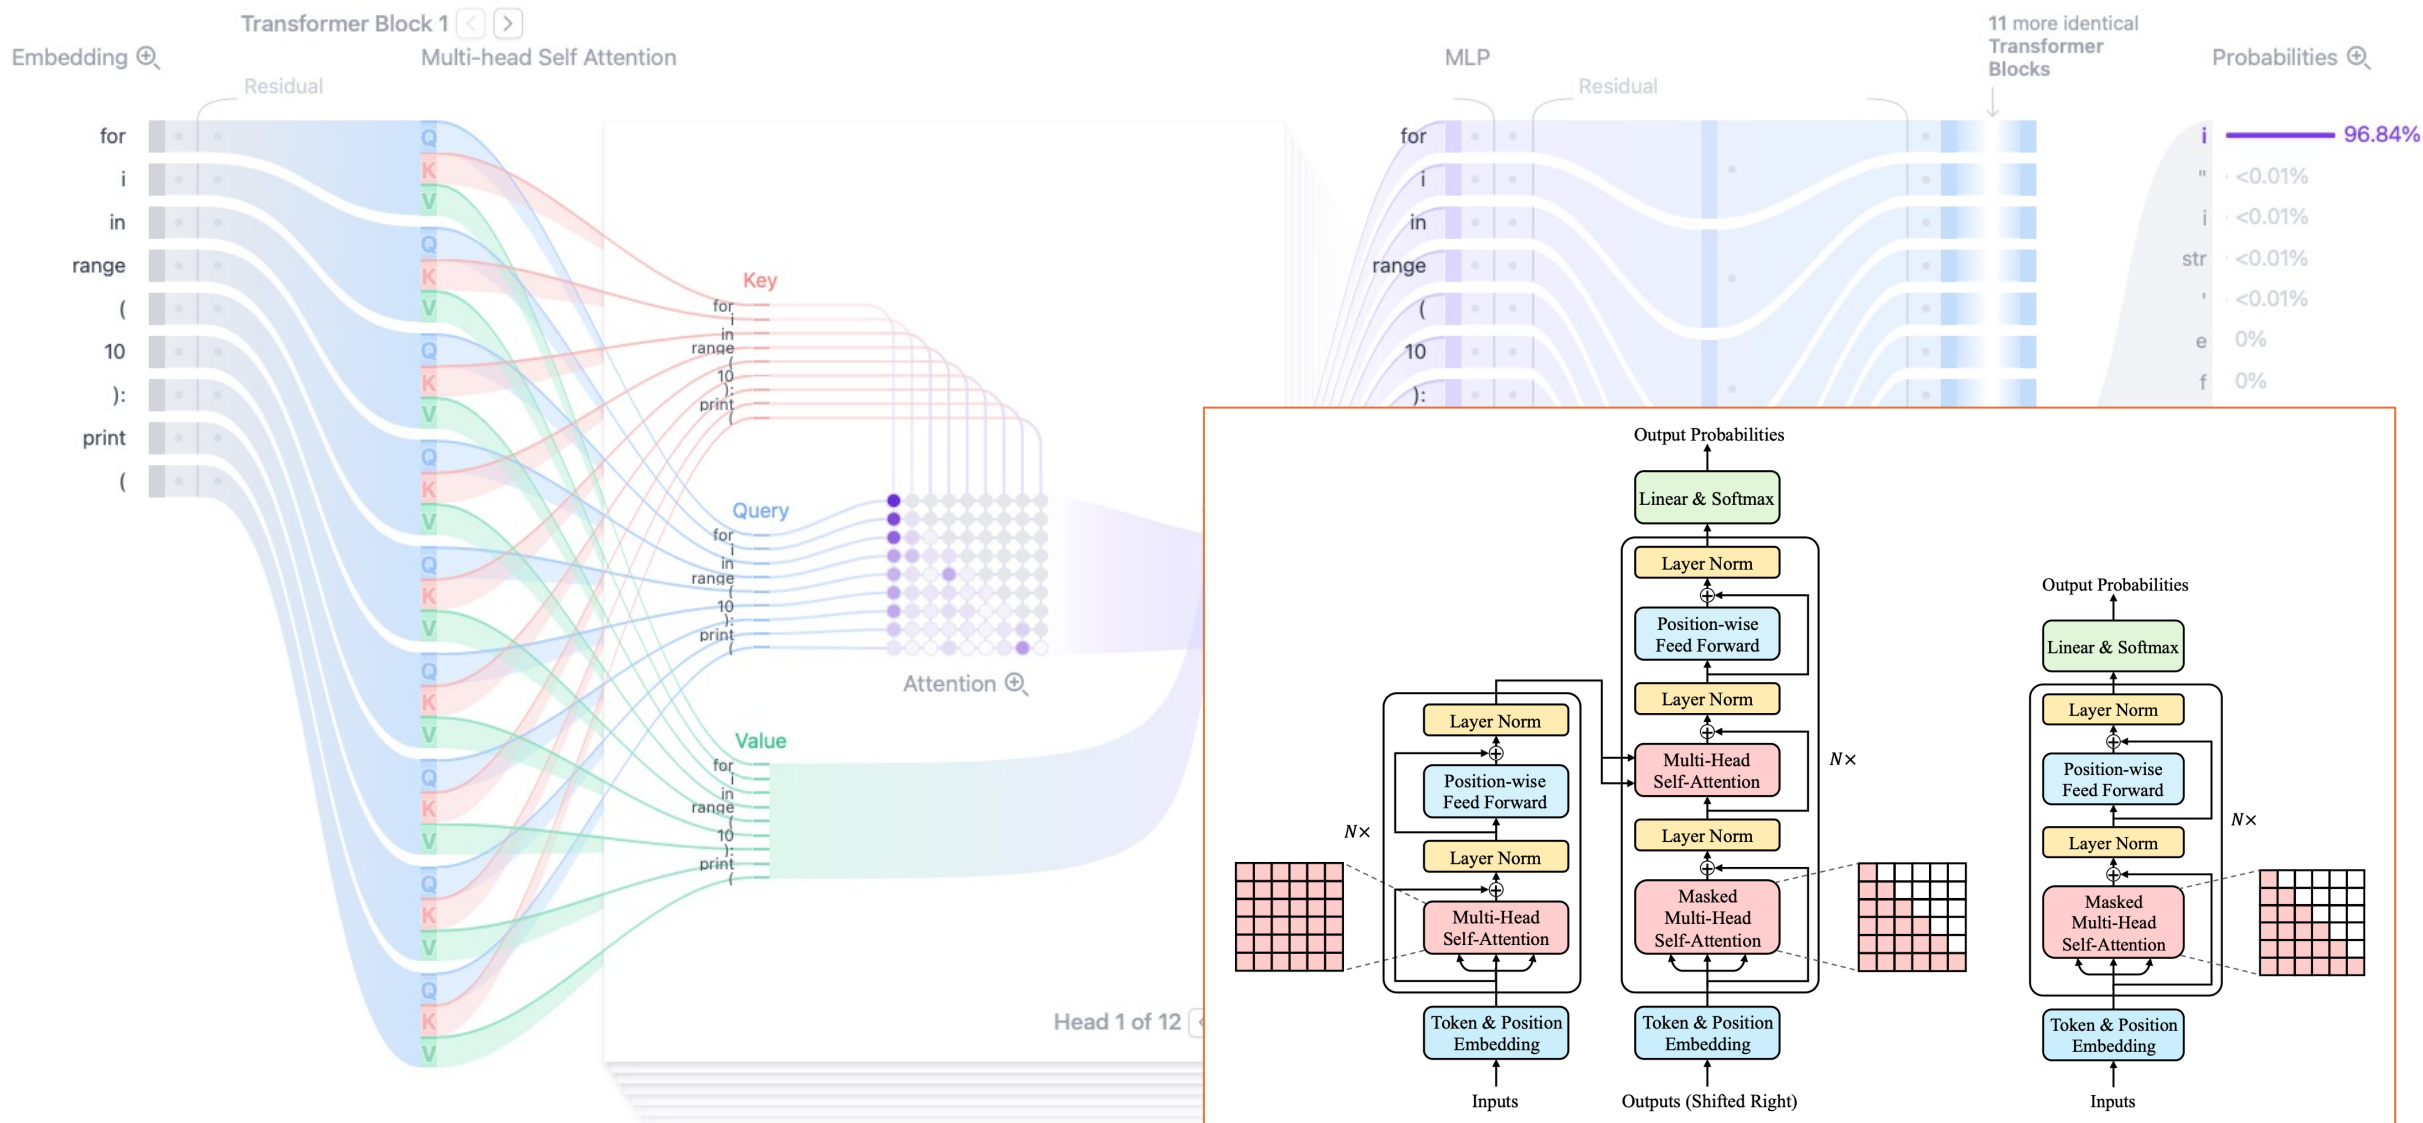 Transformer Block 1
Embedding
Multi-head Self Attention
Residual
MLP
Residual
11 more identical
Transformer
Blocks
Probabilities
for
i
in
range
(
10
):
print
(
Q
K
V
Q
K
V
Q
K
V
Q
K
V
Q
K
V
Q
K
V
Q
K
V
Q
K
V
Q
K
V
Key
for
i
in
range
(
10
):
print
(
Query
for
i
in
range
(
10
):
print
(
Attention
Value
for
i
in
range
(
10
):
print
(
Head 1 of 12
for
i
in
range
(
10
):
i 96.84%
" <0.01%
i <0.01%
str <0.01%
' <0.01%
e 0%
f 0%
Layer Norm
Position-wise
Feed Forward
Layer Norm
Multi-Head
Self-Attention
Token & Position
Embedding
Inputs
N×
Output Probabilities
Linear & Softmax
Layer Norm
Position-wise
Feed Forward
Layer Norm
Multi-Head
Self-Attention
Layer Norm
Masked
Multi-Head
Self-Attention
Token & Position
Embedding
Outputs (Shifted Right)
N×
Output Probabilities
Linear & Softmax
Layer Norm
Position-wise
Feed Forward
Layer Norm
Masked
Multi-Head
Self-Attention
Token & Position
Embedding
Inputs
N×